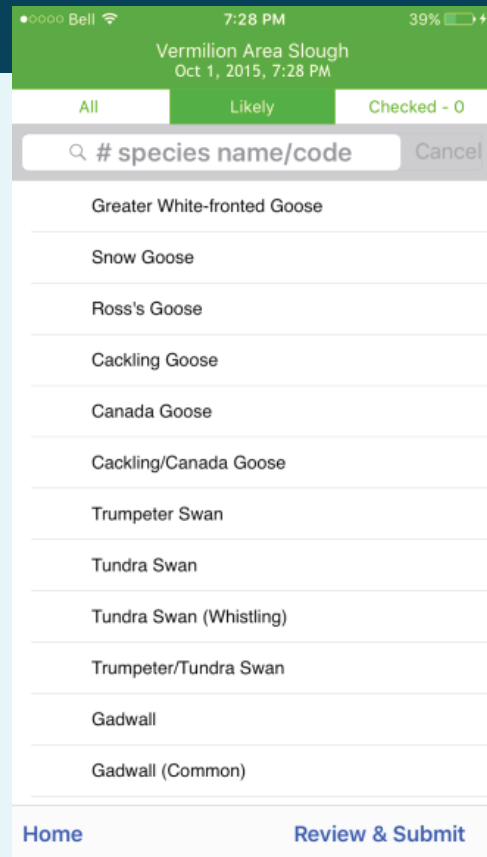 Bell 7:28 PM 39%
Vermilion Area Slough
Oct 1, 2015, 7:28 PM
All Likely Checked - 0
# species name/code Cancel
Greater White-fronted Goose
Snow Goose
Ross's Goose
Cackling Goose
Canada Goose
Cackling/Canada Goose
Trumpeter Swan
Tundra Swan
Tundra Swan (Whistling)
Trumpeter/Tundra Swan
Gadwall
Gadwall (Common)
Home Review & Submit